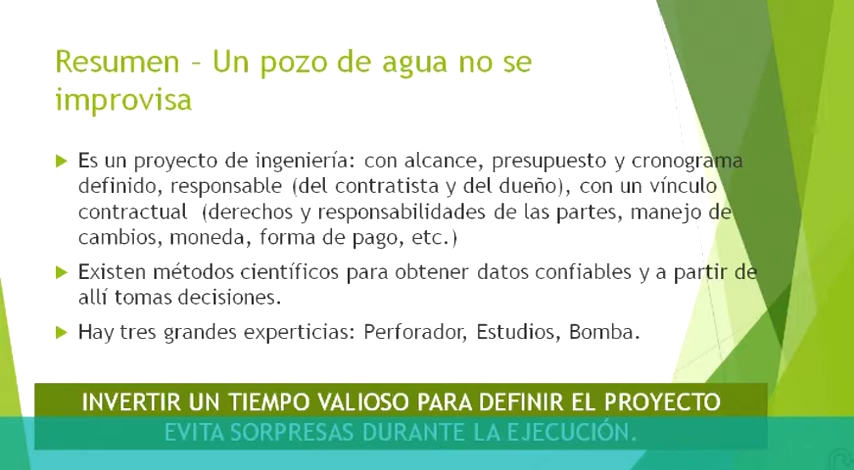 Resumen – Un pozo de agua no se
improvisa
Es un proyecto de ingeniería: con alcance, presupuesto y cronograma
definido, responsable (del contratista y del dueño), con un vínculo
contractual (derechos y responsabilidades de las partes, manejo de
cambios, moneda, forma de pago, etc.)
Existen métodos científicos para obtener datos confiables y a partir de
allí tomas decisiones.
Hay tres grandes experticias: Perforador, Estudios, Bomba.
INVERTIR UN TIEMPO VALIOSO PARA DEFINIR EL PROYECTO
EVITA SORPRESAS DURANTE LA EJECUCIÓN.